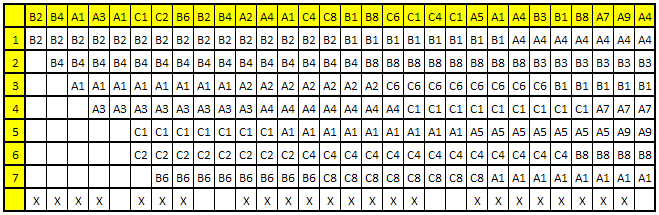 B2 B4 A1 A3 A1 C1 C2 B6 B2 B4 A2 A4 A1 C4 C8 B1 B8 C6 C1 C4 C1 A5 A1 A4 B3 B1 B8 A7 A9 A4
1 B2 B2 B2 B2 B2 B2 B2 B2 B2 B2 B2 B2 B2 B2 B2 B1 B1 B1 B1 B1 B1 B1 B1 A4 A4 A4 A4 A4 A4 A4
2 B4 B4 B4 B4 B4 B4 B4 B4 B4 B4 B4 B4 B4 B4 B4 B8 B8 B8 B8 B8 B8 B8 B8 B3 B3 B3 B3 B3 B3
3 A1 A1 A1 A1 A1 A1 A1 A1 A2 A2 A2 A2 A2 A2 A2 C6 C6 C6 C6 C6 C6 C6 C6 B1 B1 B1 B1 B1
4 A3 A3 A3 A3 A3 A3 A3 A3 A4 A4 A4 A4 A4 A4 A4 C1 C1 C1 C1 C1 C1 C1 C1 C1 A7 A7 A7
5 C1 C1 C1 C1 C1 C1 C1 A1 A1 A1 A1 A1 A1 A1 A1 A1 A5 A5 A5 A5 A5 A5 A5 A9 A9
6 C2 C2 C2 C2 C2 C2 C2 C2 C4 C4 C4 C4 C4 C4 C4 C4 C4 C4 C4 C4 C4 B8 B8 B8 B8
7 B6 B6 B6 B6 B6 B6 B6 B6 C8 C8 C8 C8 C8 C8 C8 C8 A1 A1 A1 A1 A1 A1 A1 A1
X X X X X X X X X X X X X X X X X X X X X X X X